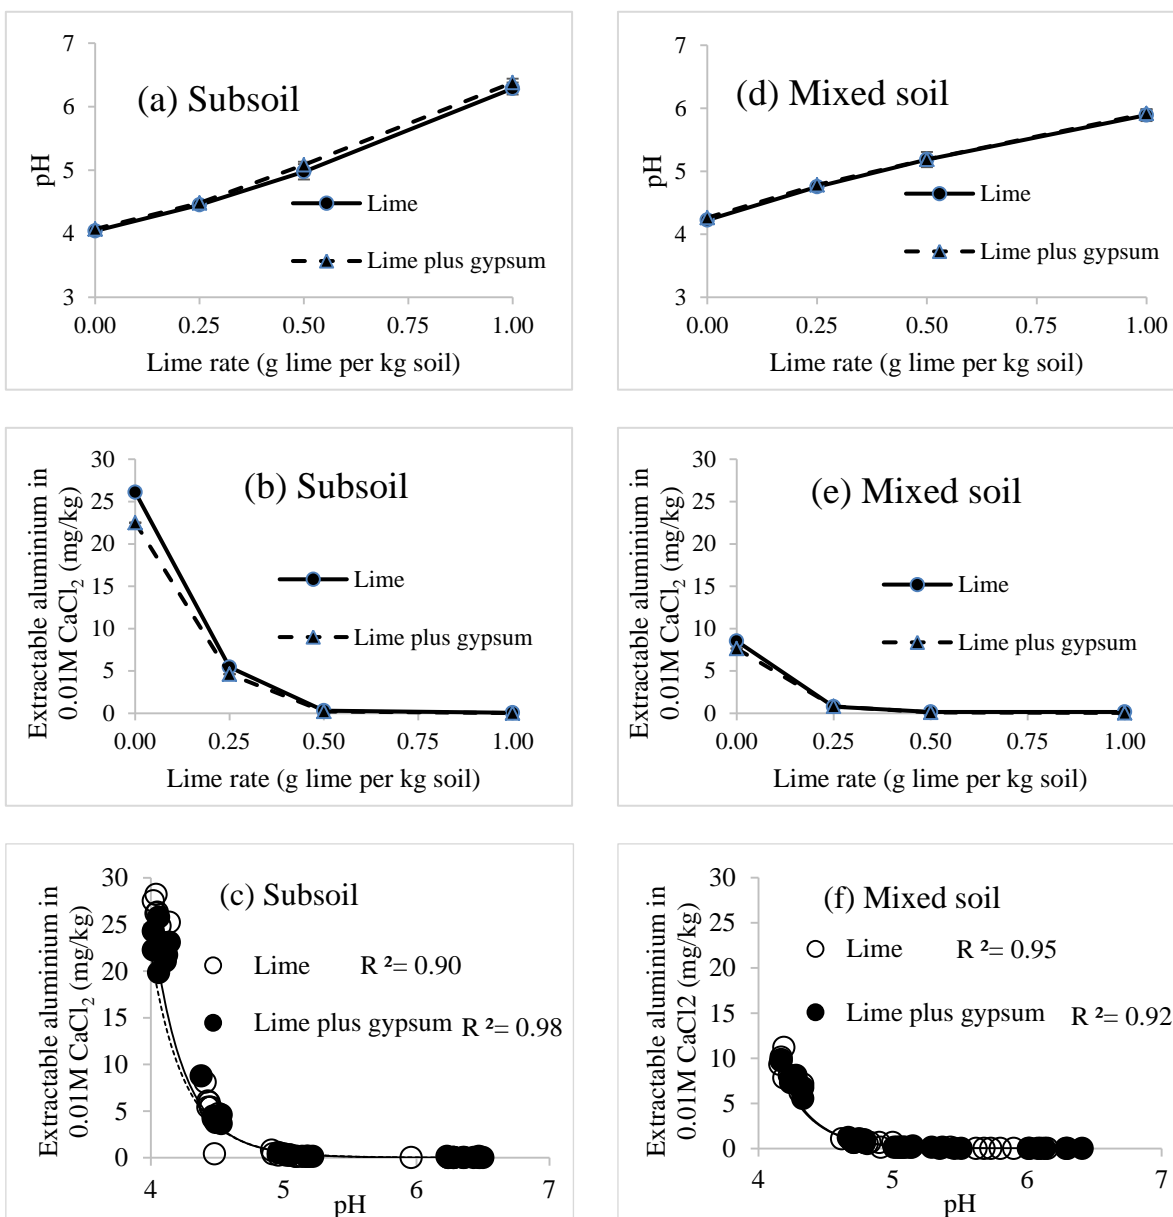 (a) Subsoil
pH
7
6
5
4
3
Lime
Lime plus gypsum
0.00 0.25 0.50 0.75 1.00
Lime rate (g lime per kg soil)
(d) Mixed soil
pH
7
6
5
4
3
Lime
Lime plus gypsum
0.00 0.25 0.50 0.75 1.00
Lime rate (g lime per kg soil)
(b) Subsoil
Extractable aluminium in
0.01M CaCl₂ (mg/kg)
30
25
20
15
10
5
0
Lime
Lime plus gypsum
0.00 0.25 0.50 0.75 1.00
Lime rate (g lime per kg soil)
(e) Mixed soil
Extractable aluminium in
0.01M CaCl₂ (mg/kg)
30
25
20
15
10
5
0
Lime
Lime plus gypsum
0.00 0.25 0.50 0.75 1.00
Lime rate (g lime per kg soil)
(c) Subsoil
Extractable aluminium in
0.01M CaCl₂ (mg/kg)
30
25
20
15
10
5
0
Lime R ²= 0.90
Lime plus gypsum R ²= 0.98
4 5 6 7
pH
(f) Mixed soil
Extractable aluminium in
0.01M CaCl2 (mg/kg)
30
25
20
15
10
5
0
Lime R ²= 0.95
Lime plus gypsum R ²= 0.92
4 5 6 7
pH